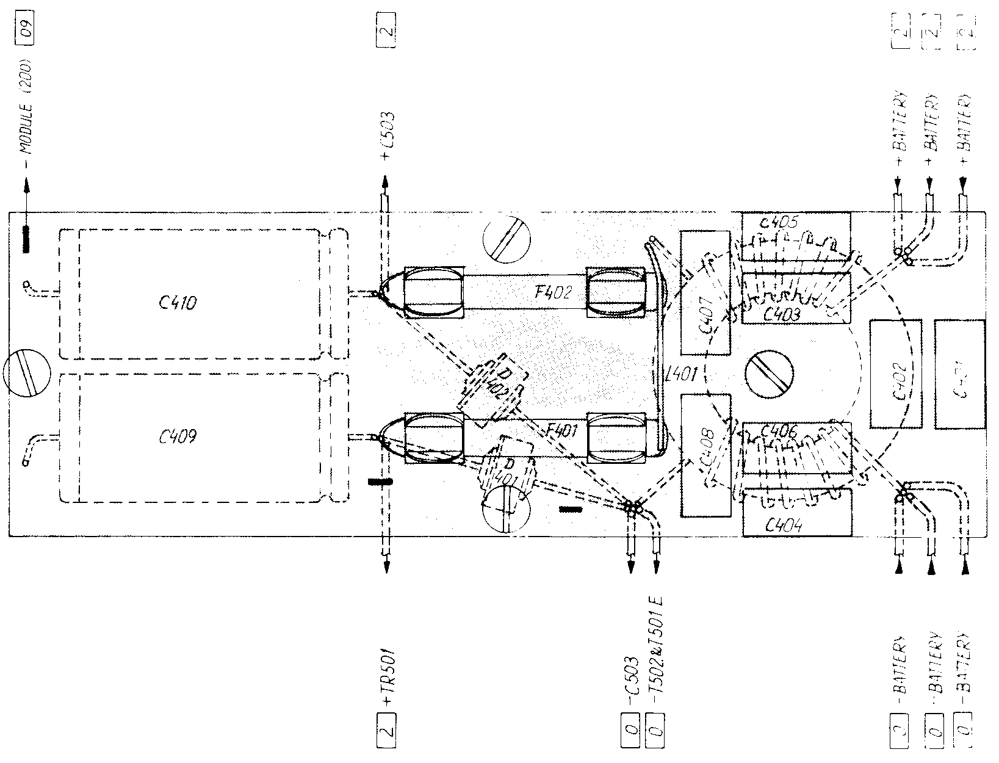 09
2
2
2
2
- MODULE (200)
+C503
+BATTERY
+BATTERY
+BATTERY
C405
C410
F402
C407
C403
D
402
L401
C402
C409
F401
C408
C406
D
401
C404
+TR501
-C503
-T502&T501 E
-BATTERY
-BATTERY
-BATTERY
2
0
0
0
0